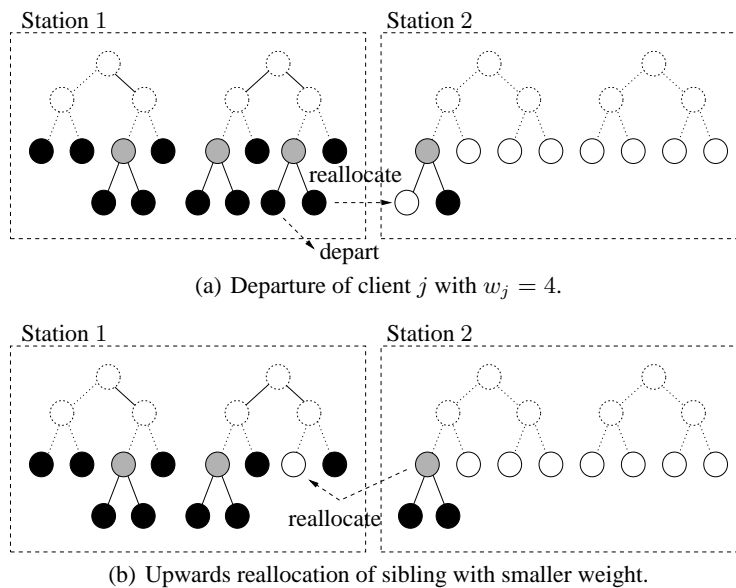 Station 1
Station 2
reallocate
depart
(a) Departure of client j with w_j = 4.
Station 1
Station 2
reallocate
(b) Upwards reallocation of sibling with smaller weight.